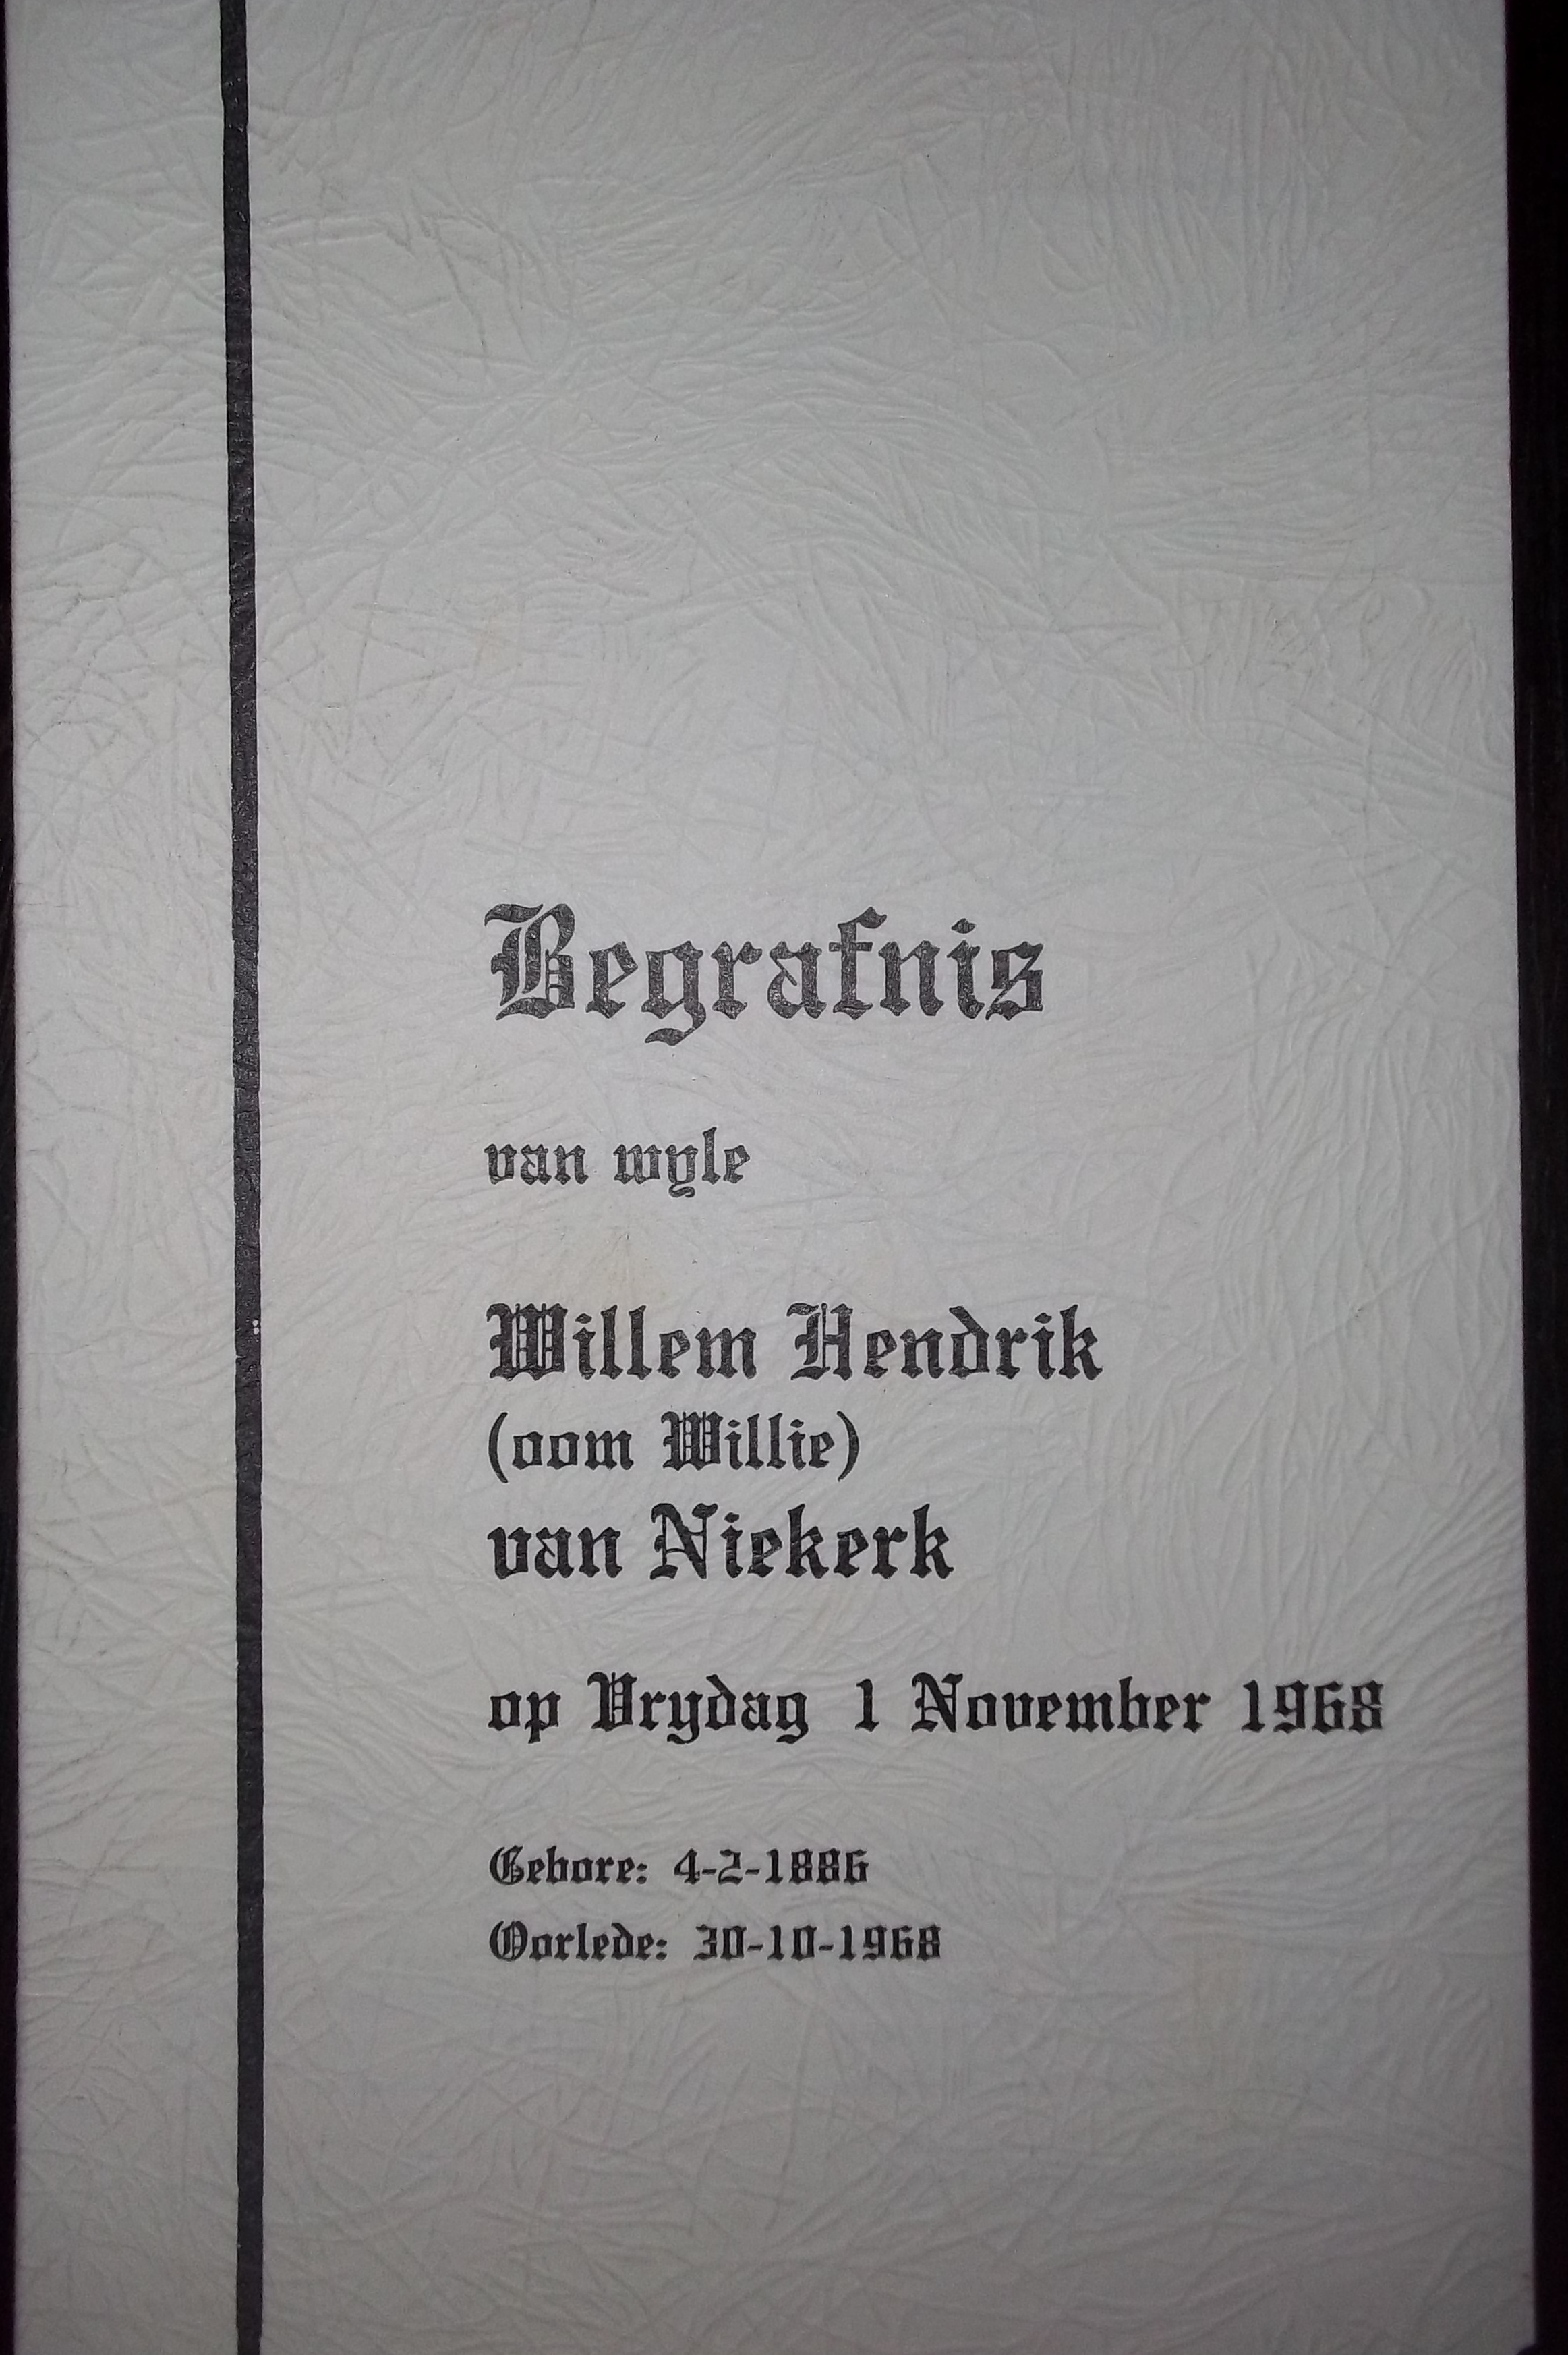 Begrafnis
van wyle
Willem Hendrik
(oom Willie)
van Niekerk
op Vrydag 1 November 1968
Gebore: 4-2-1886
Oorlede: 30-10-1968